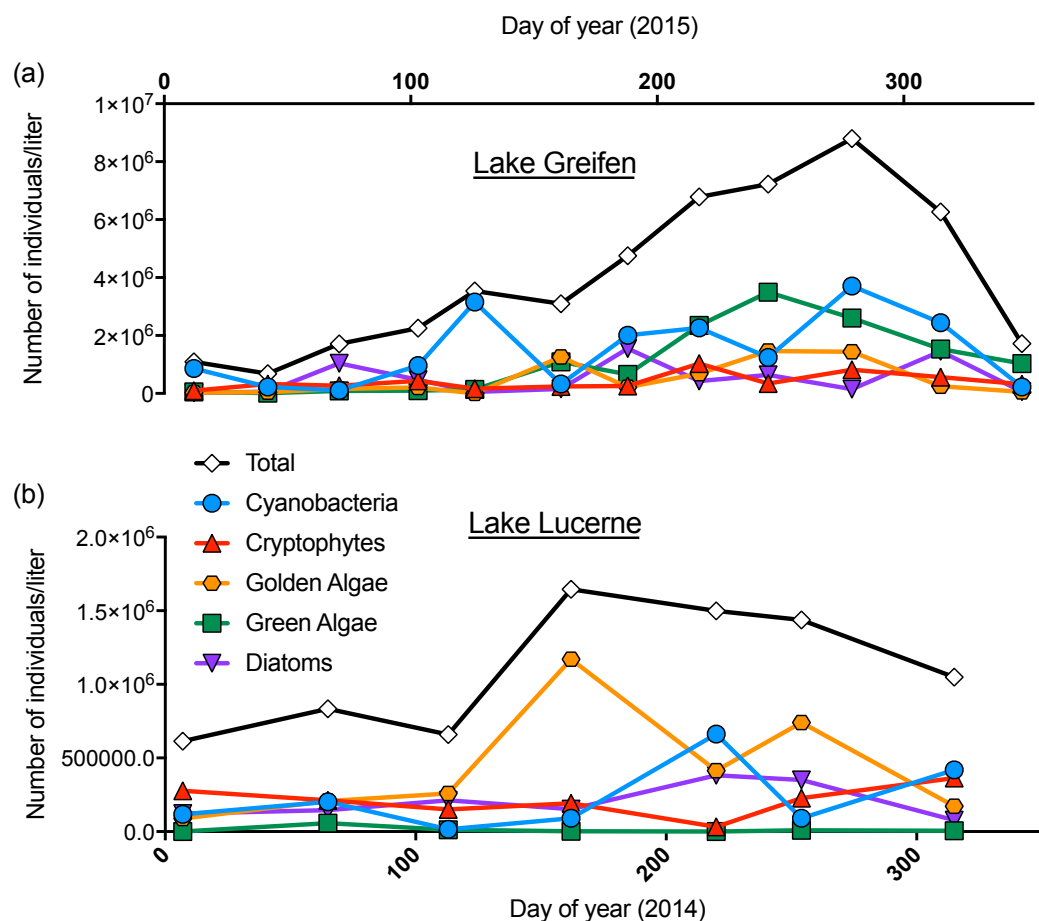 Day of year (2015)
(a)
0 100 200 300
1×10⁷
Lake Greifen
8×10⁶
6×10⁶
4×10⁶
2×10⁶
0
Number of individuals/liter
Total
Cyanobacteria
Cryptophytes
Golden Algae
Green Algae
Diatoms
(b)
Lake Lucerne
2.0×10⁶
1.5×10⁶
1.0×10⁶
500000.0
0.0
Number of individuals/liter
0 100 200 300
Day of year (2014)